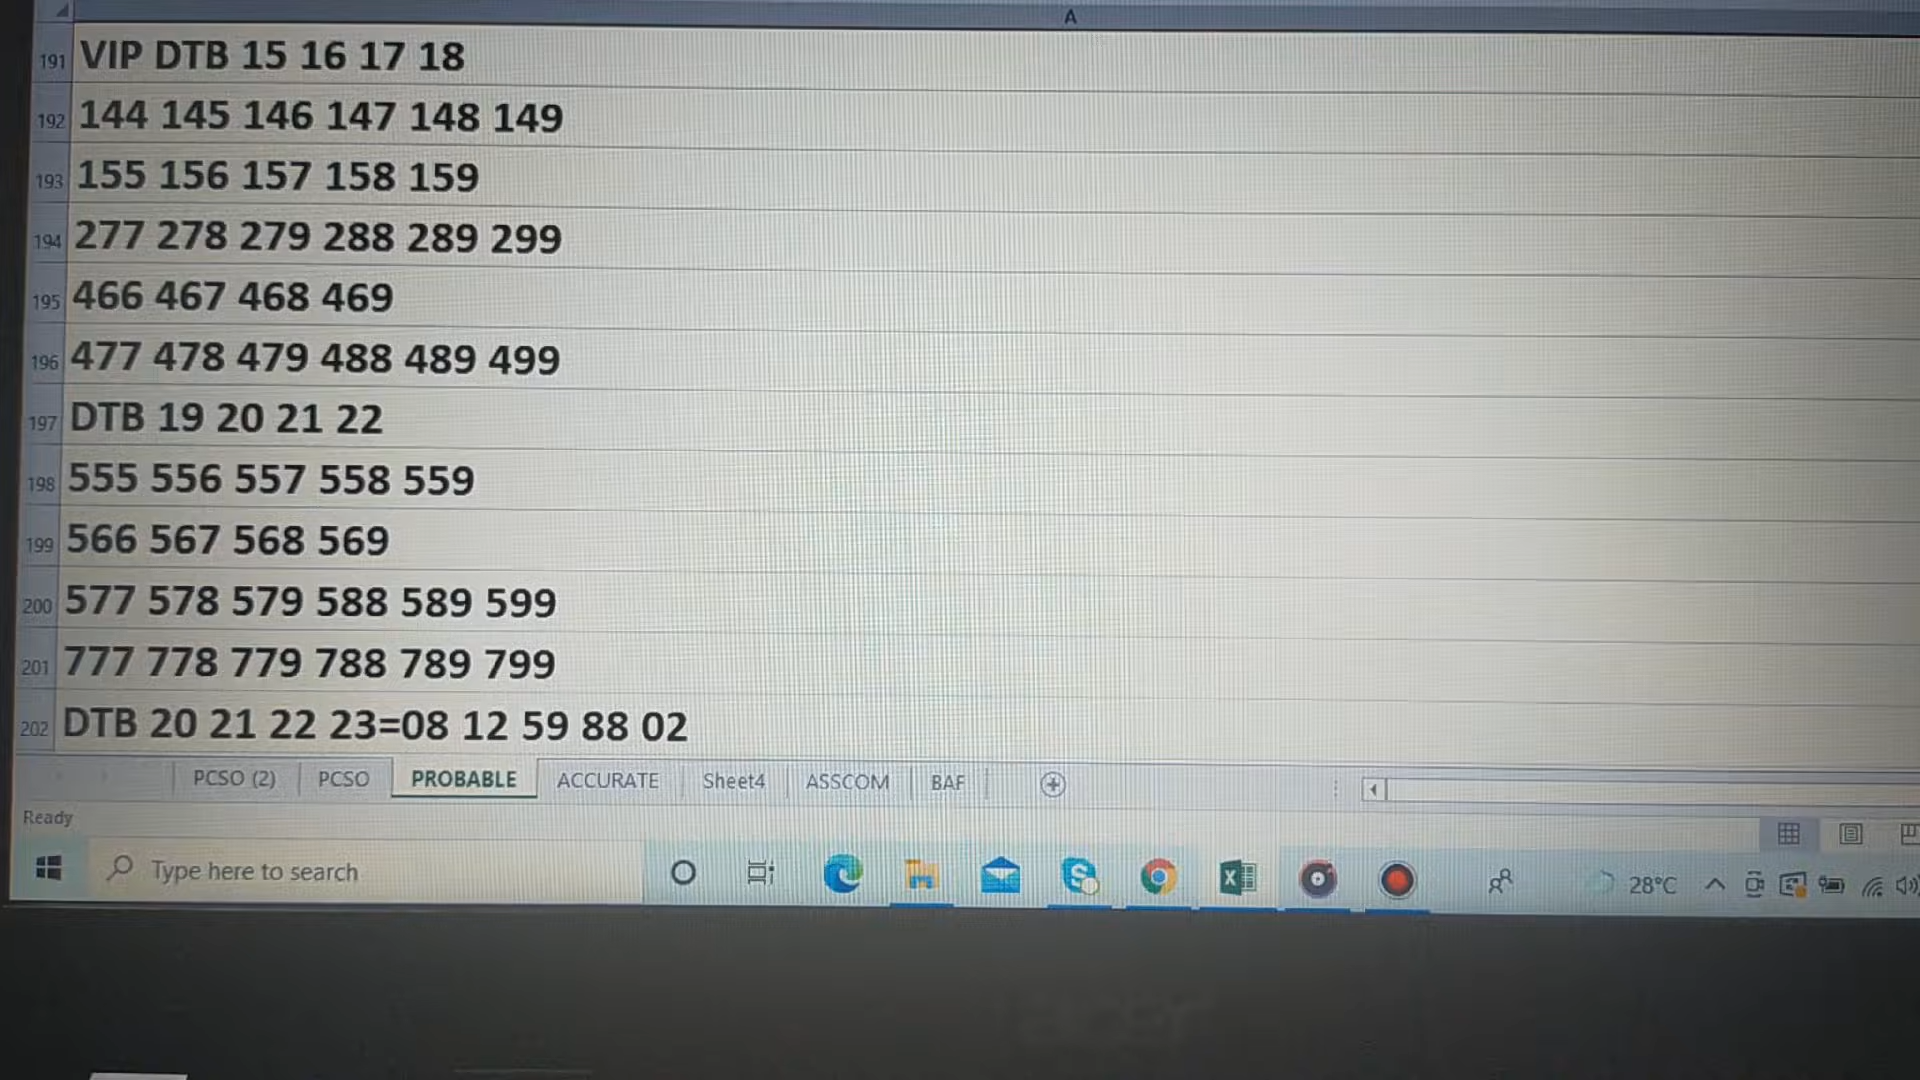 A
191 VIP DTB 15 16 17 18
192 144 145 146 147 148 149
193 155 156 157 158 159
194 277 278 279 288 289 299
195 466 467 468 469
196 477 478 479 488 489 499
197 DTB 19 20 21 22
198 555 556 557 558 559
199 566 567 568 569
200 577 578 579 588 589 599
201 777 778 779 788 789 799
202 DTB 20 21 22 23=08 12 59 88 02
PCSO (2) PCSO PROBABLE ACCURATE Sheet4 ASSCOM BAF
Ready
Type here to search 28°C
acer